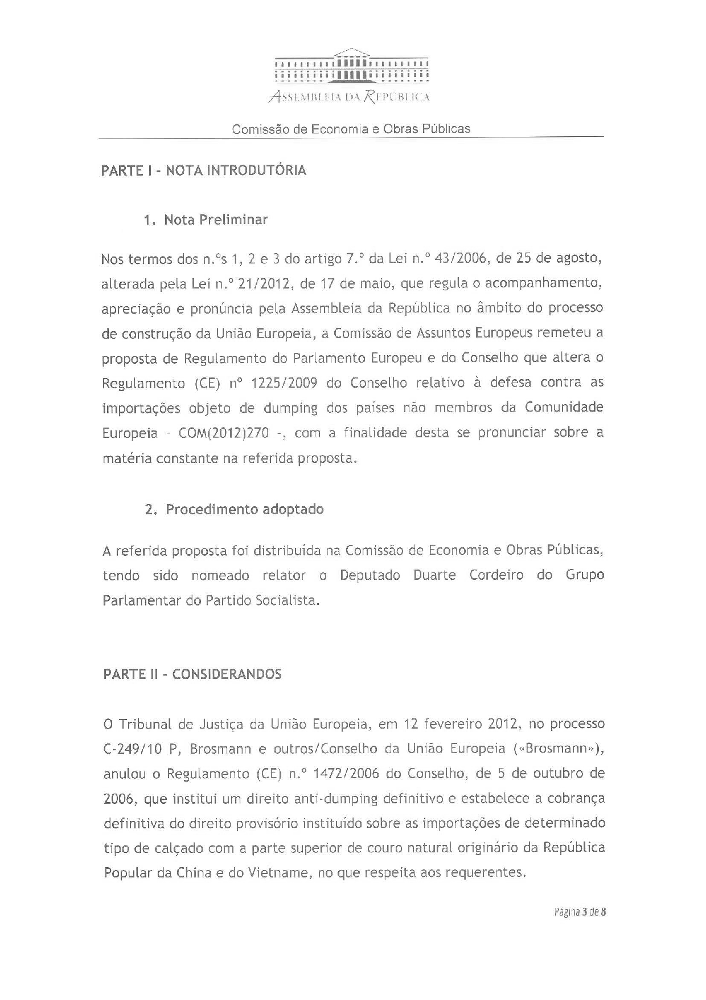 ASSEMBLEIA DA REPÚBLICA
Comissão de Economia e Obras Públicas
PARTE I - NOTA INTRODUTÓRIA
1. Nota Preliminar
Nos termos dos n.ºs 1, 2 e 3 do artigo 7.º da Lei n.º 43/2006, de 25 de agosto,
alterada pela Lei n.º 21/2012, de 17 de maio, que regula o acompanhamento,
apreciação e pronúncia pela Assembleia da República no âmbito do processo
de construção da União Europeia, a Comissão de Assuntos Europeus remeteu a
proposta de Regulamento do Parlamento Europeu e do Conselho que altera o
Regulamento (CE) nº 1225/2009 do Conselho relativo à defesa contra as
importações objeto de dumping dos países não membros da Comunidade
Europeia - COM(2012)270 -, com a finalidade desta se pronunciar sobre a
matéria constante na referida proposta.
2. Procedimento adoptado
A referida proposta foi distribuída na Comissão de Economia e Obras Públicas,
tendo sido nomeado relator o Deputado Duarte Cordeiro do Grupo
Parlamentar do Partido Socialista.
PARTE II - CONSIDERANDOS
O Tribunal de Justiça da União Europeia, em 12 fevereiro 2012, no processo
C-249/10 P, Brosmann e outros/Conselho da União Europeia («Brosmann»),
anulou o Regulamento (CE) n.º 1472/2006 do Conselho, de 5 de outubro de
2006, que institui um direito anti-dumping definitivo e estabelece a cobrança
definitiva do direito provisório instituído sobre as importações de determinado
tipo de calçado com a parte superior de couro natural originário da República
Popular da China e do Vietname, no que respeita aos requerentes.
Página 3 de 8